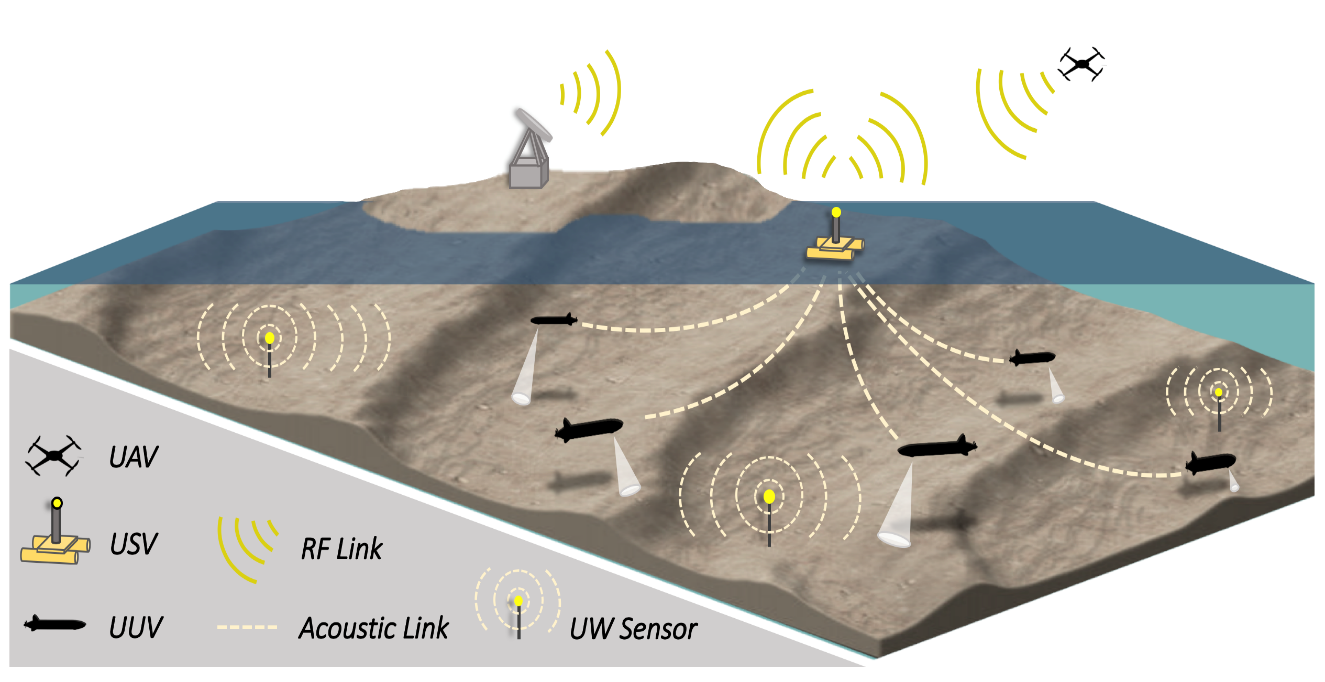 UAV
USV
RF Link
UUV
Acoustic Link
UW Sensor